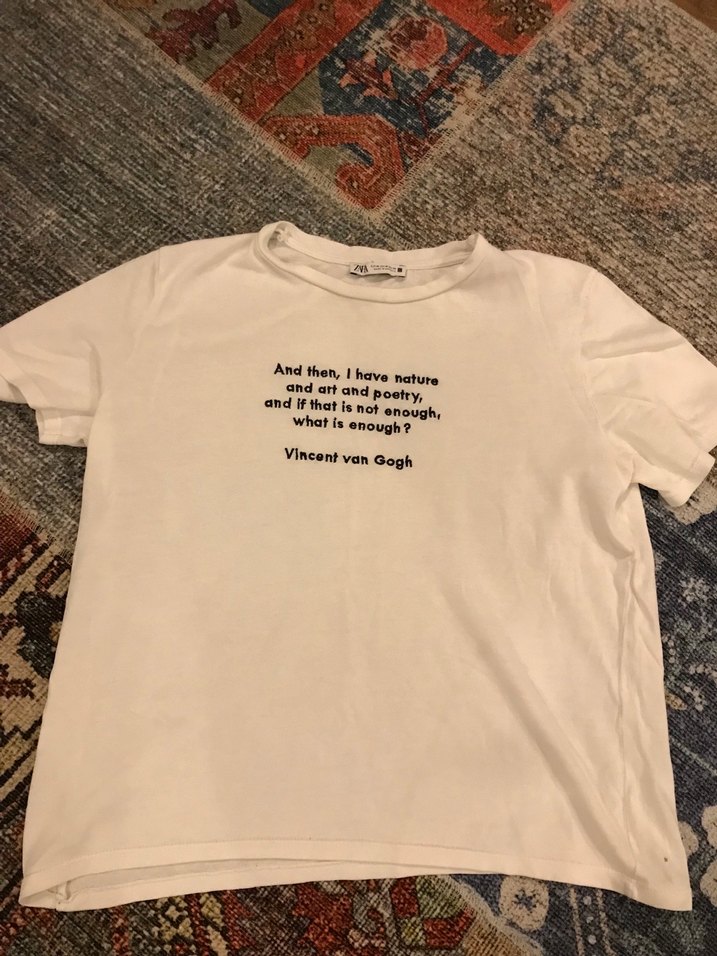 ZARA
And then, I have nature
and art and poetry,
and if that is not enough,
what is enough?
Vincent van Gogh